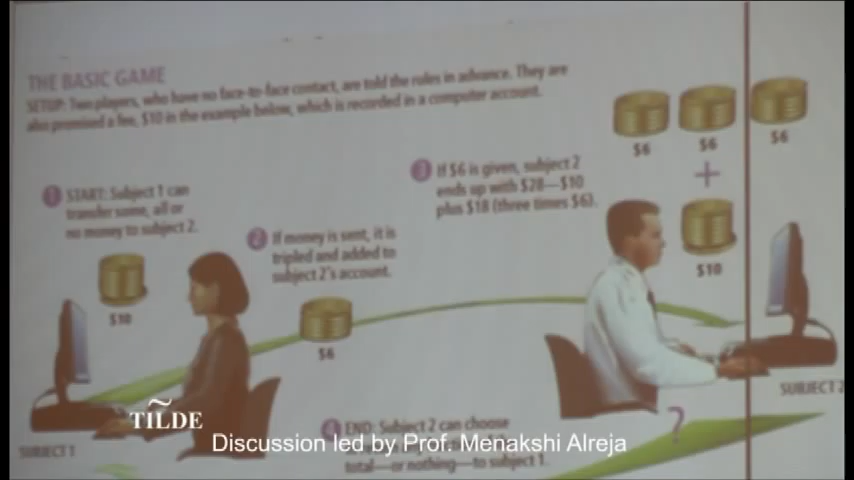 THE BASIC GAME
SETUP: Two players, who have no face-to-face contact, are told the rules in advance. They are
also promised a fee, $10 in the example below, which is recorded in a computer account.
1 START: Subject 1 can
transfer some, all or
no money to subject 2.
$10
2 If money is sent, it is
tripled and added to
subject 2's account.
$6
3 If $6 is given, subject 2
ends up with $28—$10
plus $18 (three times $6).
$6
$6
$6
+
$10
SUBJECT 1
SUBJECT 2
?
4 END: Subject 2 can choose
total—or nothing—to subject 1.
TILDE
Discussion led by Prof. Menakshi Alreja